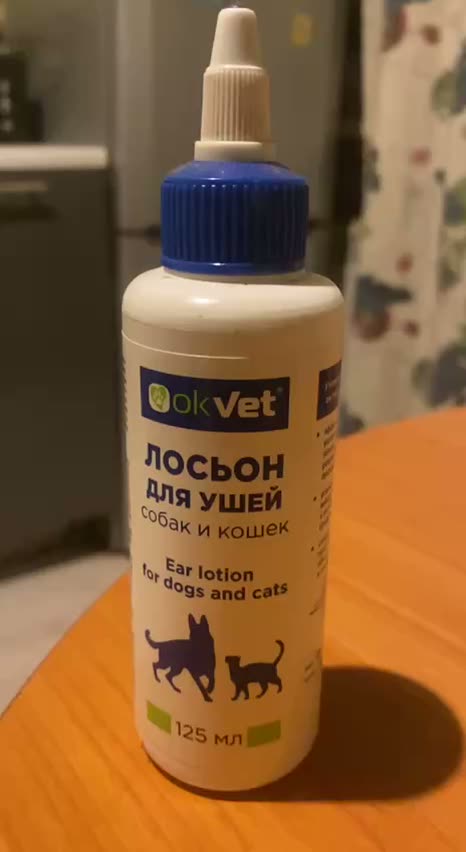 okvet®
ЛОСЬОН
ДЛЯ УШЕЙ
собак и кошек
Ear lotion
for dogs and cats
125 мл